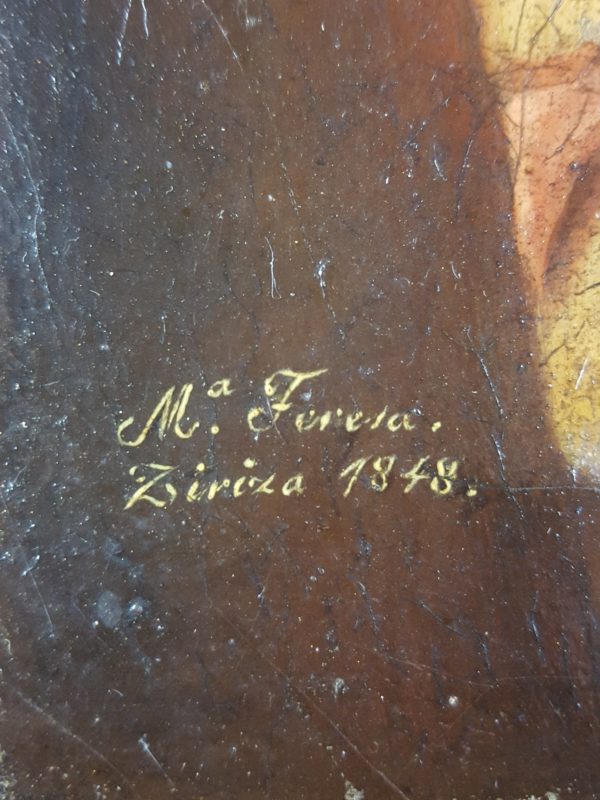 Mª. Teresa.
Ziriza 1848.